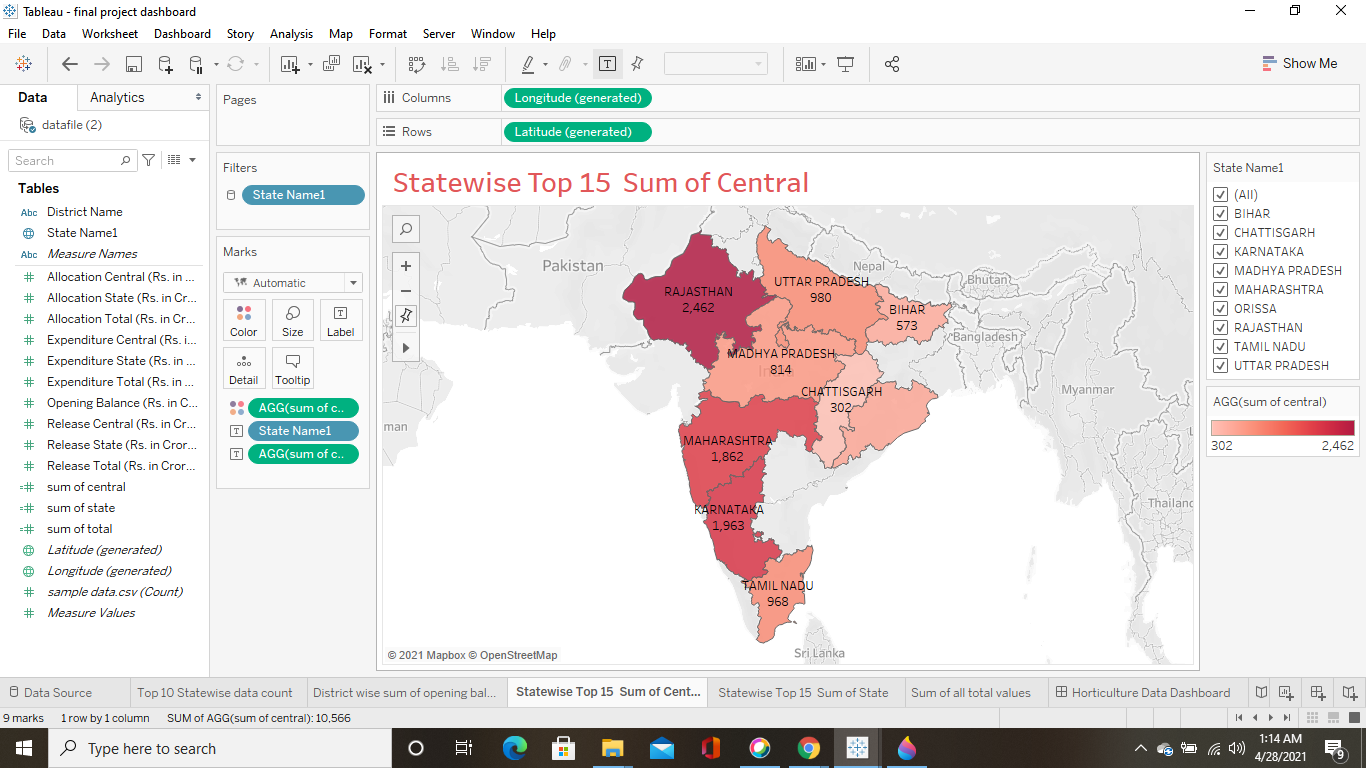 Tableau - final project dashboard
File Data Worksheet Dashboard Story Analysis Map Format Server Window Help
Show Me
Data Analytics
datafile (2)
Search
Tables
Abc District Name
State Name1
Abc Measure Names
Allocation Central (Rs. in ...
Allocation State (Rs. in Cr...
Allocation Total (Rs. in Cr...
Expenditure Central (Rs. i...
Expenditure State (Rs. in ...
Expenditure Total (Rs. in ...
Opening Balance (Rs. in C...
Release Central (Rs. in Cr...
Release State (Rs. in Cror...
Release Total (Rs. in Cror...
sum of central
sum of state
sum of total
Latitude (generated)
Longitude (generated)
sample data.csv (Count)
Measure Values
Pages
Filters
State Name1
Marks
Automatic
Color Size Label
Detail Tooltip
AGG(sum of c..
State Name1
AGG(sum of c..
Columns Longitude (generated)
Rows Latitude (generated)
Statewise Top 15 Sum of Central
Pakistan
Nepal
Bhutan
Bangladesh
Myanmar
man
Thailand
Sri Lanka
RAJASTHAN
2,462
UTTAR PRADESH
980
BIHAR
573
MADHYA PRADESH
814
CHATTISGARH
302
MAHARASHTRA
1,862
KARNATAKA
1,963
TAMIL NADU
968
© 2021 Mapbox © OpenStreetMap
State Name1
(All)
BIHAR
CHATTISGARH
KARNATAKA
MADHYA PRADESH
MAHARASHTRA
ORISSA
RAJASTHAN
TAMIL NADU
UTTAR PRADESH
AGG(sum of central)
302 2,462
Data Source Top 10 Statewise data count District wise sum of opening bal... Statewise Top 15 Sum of Cent... Statewise Top 15 Sum of State Sum of all total values Horticulture Data Dashboard
9 marks 1 row by 1 column SUM of AGG(sum of central): 10,566
Type here to search
1:14 AM
4/28/2021
9